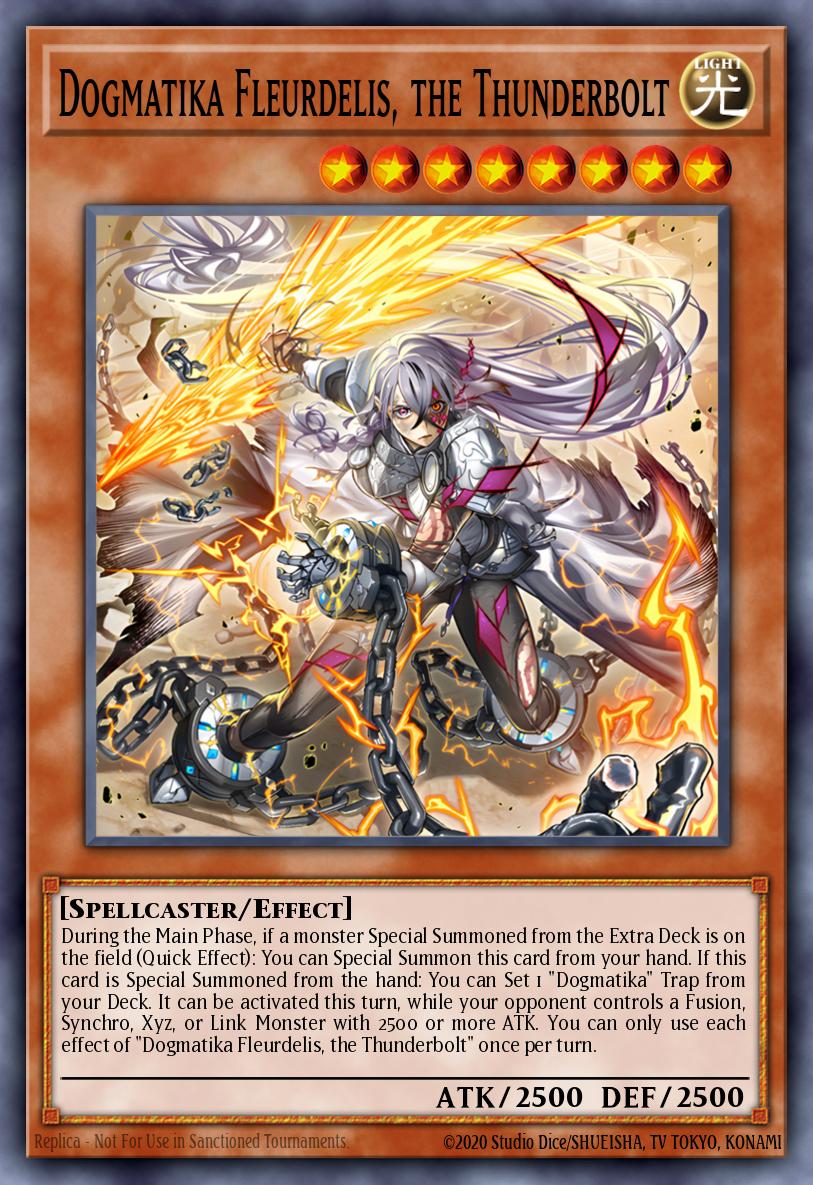 Dogmatika Fleurdelis, the Thunderbolt
LIGHT
光
[Spellcaster/Effect]
During the Main Phase, if a monster Special Summoned from the Extra Deck is on
the field (Quick Effect): You can Special Summon this card from your hand. If this
card is Special Summoned from the hand: You can Set 1 "Dogmatika" Trap from
your Deck. It can be activated this turn, while your opponent controls a Fusion,
Synchro, Xyz, or Link Monster with 2500 or more ATK. You can only use each
effect of "Dogmatika Fleurdelis, the Thunderbolt" once per turn.
ATK/2500 DEF/2500
Replica - Not For Use in Sanctioned Tournaments.
©2020 Studio Dice/SHUEISHA, TV TOKYO, KONAMI